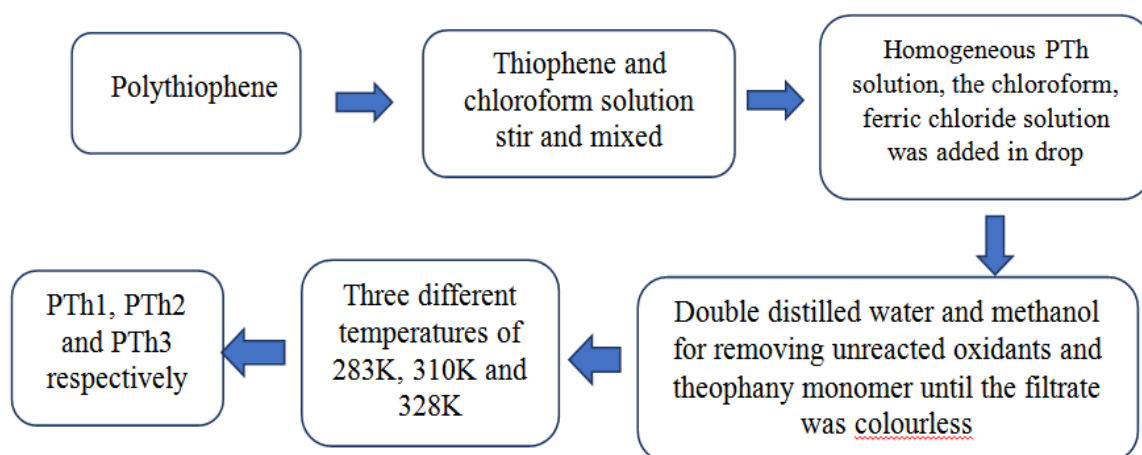 Polythiophene
Thiophene and
chloroform solution
stir and mixed
Homogeneous PTh
solution, the chloroform,
ferric chloride solution
was added in drop
Double distilled water and methanol
for removing unreacted oxidants and
theophany monomer until the filtrate
was colourless
Three different
temperatures of
283K, 310K and
328K
PTh1, PTh2
and PTh3
respectively